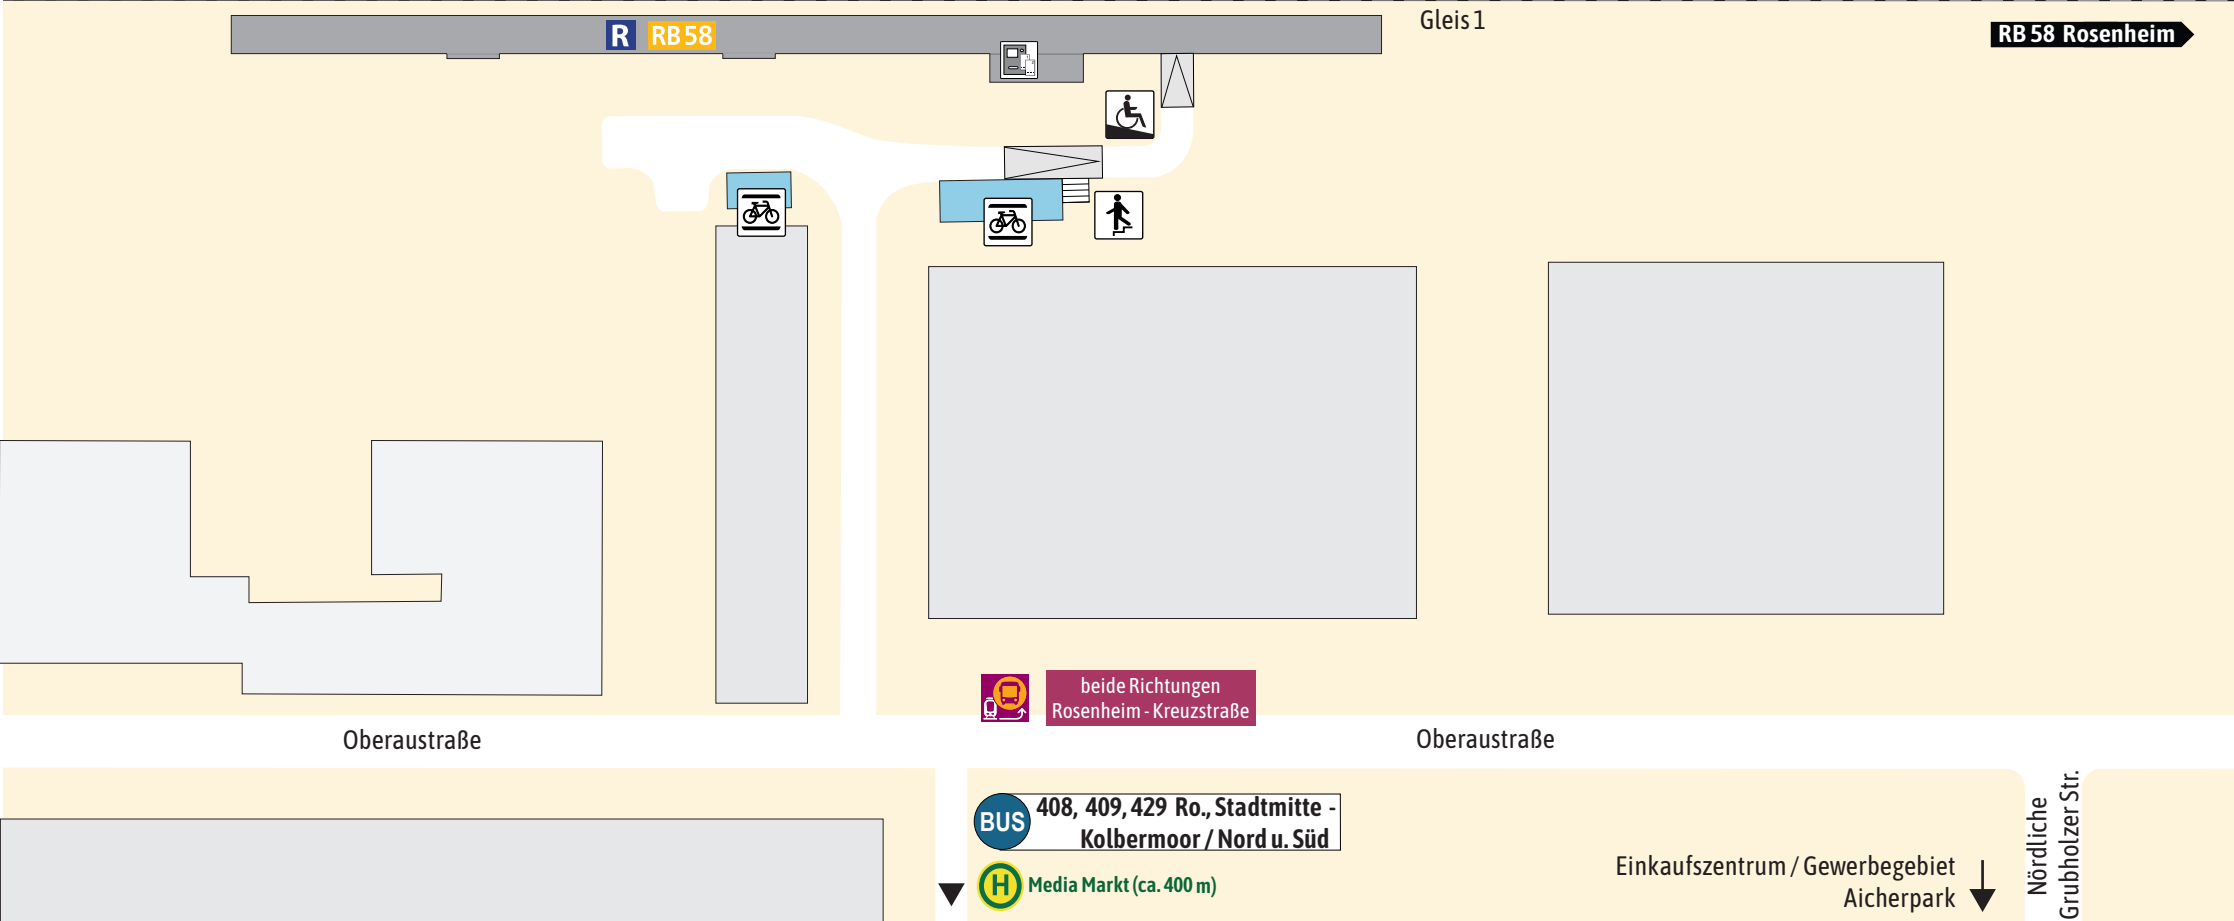 Gleis 1
R RB 58
RB 58 Rosenheim
beide Richtungen
Rosenheim - Kreuzstraße
Oberaustraße
Oberaustraße
BUS
408, 409, 429 Ro., Stadtmitte -
Kolbermoor / Nord u. Süd
H Media Markt (ca. 400 m)
Einkaufszentrum / Gewerbegebiet
Aicherpark
Nördliche
Grubholzer Str.